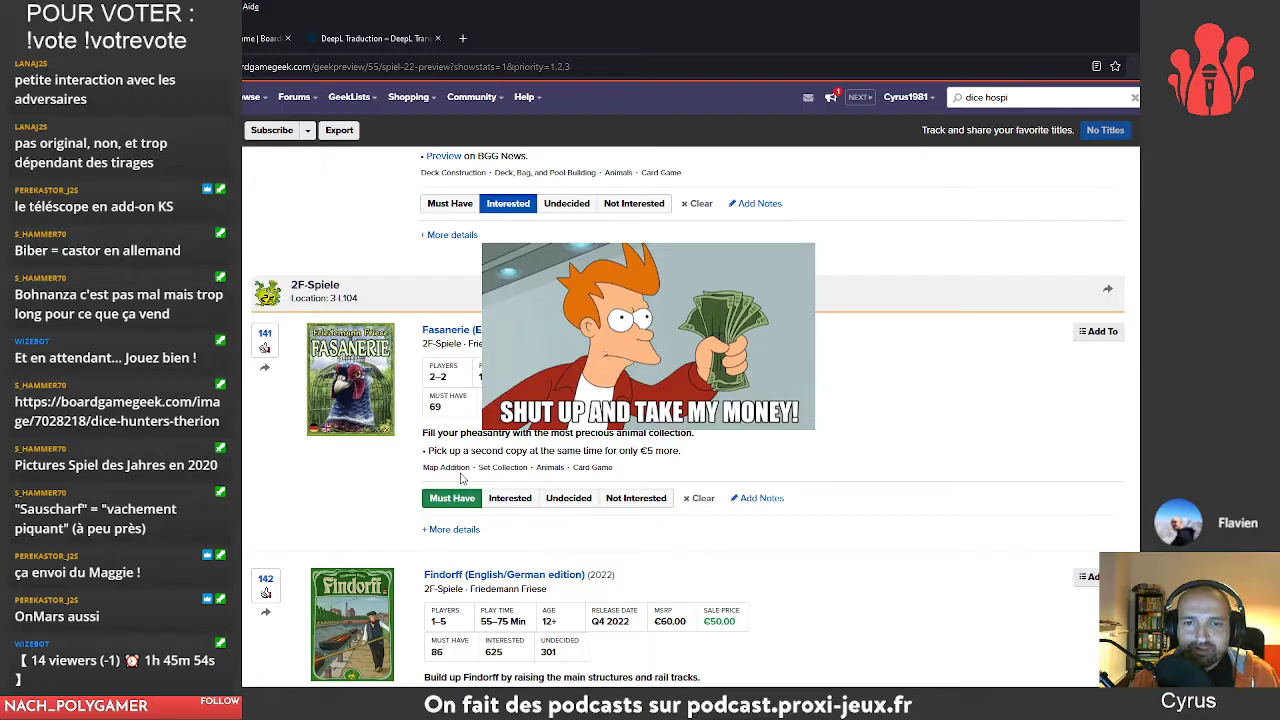 POUR VOTER :
!vote !votrevote
LANAJ2S
petite interaction avec les
adversaires
LANAJ2S
pas original, non, et trop
dépendant des tirages
PEREKASTOR_J2S
le téléscope en add-on KS
S_HAMMER70
Biber = castor en allemand
S_HAMMER70
Bohnanza c'est pas mal mais trop
long pour ce que ça vend
WIZEBOT
Et en attendant... Jouez bien !
S_HAMMER70
https://boardgamegeek.com/ima
ge/7028218/dice-hunters-therion
S_HAMMER70
Pictures Spiel des Jahres en 2020
S_HAMMER70
"Sauscharf" = "vachement
piquant" (à peu près)
PEREKASTOR_J2S
ça envoi du Maggie !
PEREKASTOR_J2S
OnMars aussi
WIZEBOT
【 14 viewers (-1) ⏰ 1h 45m 54s
】
NACH_POLYGAMER
FOLLOW
Aide
me | Board
DeepL Traduction – DeepL Tran
rdgamegeek.com/geekpreview/55/spiel-22-preview?showstats=1&priority=1,2,3
wse Forums GeekLists Shopping Community Help
1 NEXT Cyrus1981 dice hospi
Subscribe Export
Track and share your favorite titles. No Titles
• Preview on BGG News.
Deck Construction · Deck, Bag, and Pool Building · Animals · Card Game
Must Have Interested Undecided Not Interested × Clear Add Notes
+ More details
2F-Spiele
Location: 3-I.104
141
Friedemann Friese
FASANERIE
Fasanerie (E
2F-Spiele · Frie
Add To
PLAYERS
2–2
MUST HAVE
69
SHUT UP AND TAKE MY MONEY!
Fill your pheasantry with the most precious animal collection.
• Pick up a second copy at the same time for only €5 more.
Map Addition · Set Collection · Animals · Card Game
Must Have Interested Undecided Not Interested × Clear Add Notes
+ More details
142
Findorff
Findorff (English/German edition) (2022)
2F-Spiele · Friedemann Friese
Ad
PLAYERS PLAY TIME AGE RELEASE DATE MSRP SALE PRICE
1–5 55–75 Min 12+ Q4 2022 €60.00 €50.00
MUST HAVE INTERESTED UNDECIDED
86 625 301
Build up Findorff by raising the main structures and rail tracks.
Flavien
On fait des podcasts sur podcast.proxi-jeux.fr
Cyrus